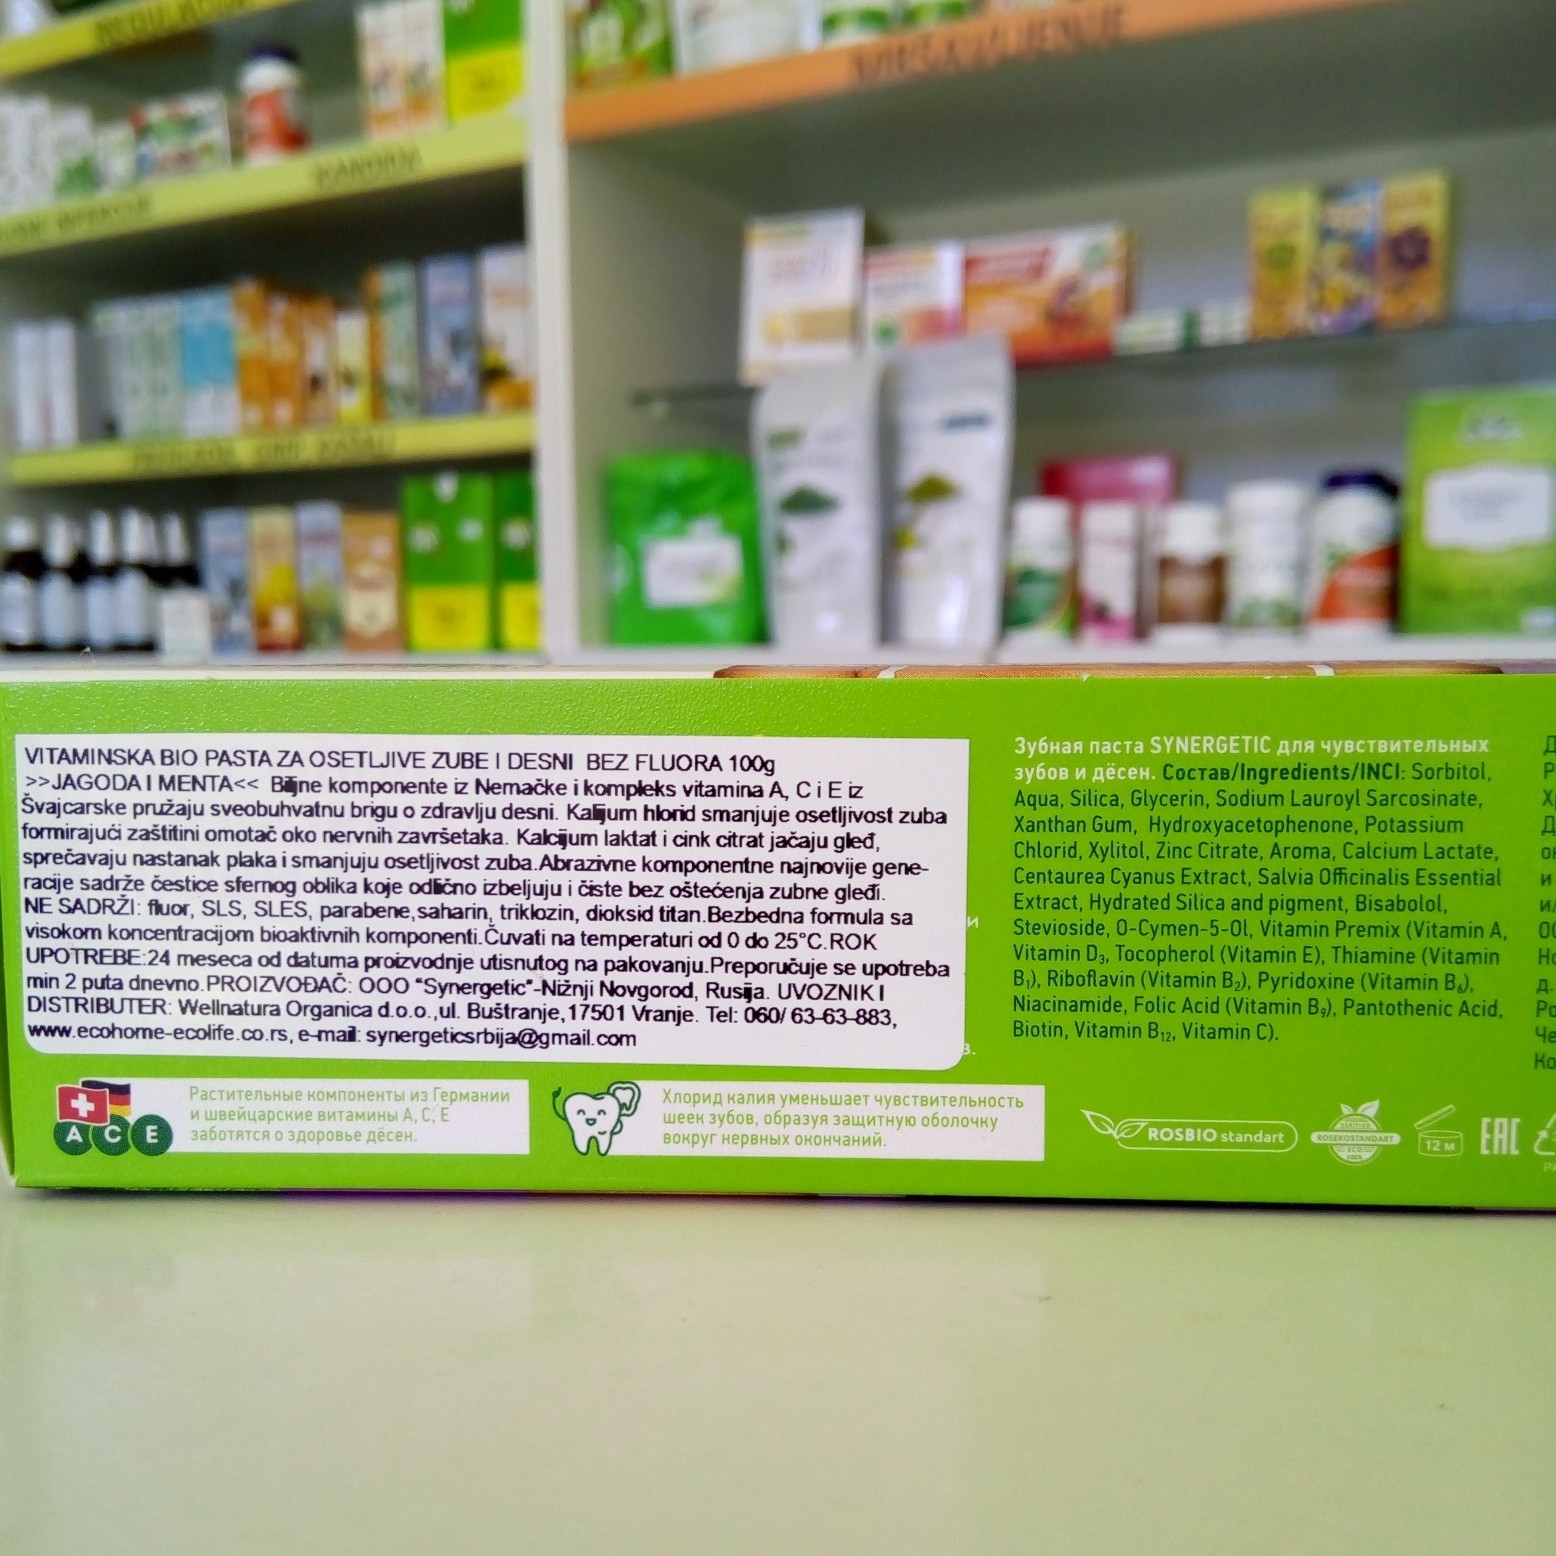 VITAMINSKA BIO PASTA ZA OSETLJIVE ZUBE I DESNI BEZ FLUORA 100g
>>JAGODA I MENTA<< Biljne komponente iz Nemačke i kompleks vitamina A, C i E iz
Švajcarske pružaju sveobuhvatnu brigu o zdravlju desni. Kalijum hlorid smanjuje osetljivost zuba
formirajući zaštitini omotač oko nervnih završetaka. Kalcijum laktat i cink citrat jačaju gleđ,
sprečavaju nastanak plaka i smanjuju osetljivost zuba.Abrazivne komponentne najnovije gene-
racije sadrže čestice sfernog oblika koje odlično izbeljuju i čiste bez oštećenja zubne gleđi.
NE SADRŽI: fluor, SLS, SLES, parabene,saharin, triklozin, dioksid titan.Bezbedna formula sa
visokom koncentracijom bioaktivnih komponenti.Čuvati na temperaturi od 0 do 25°C.ROK
UPOTREBE:24 meseca od datuma proizvodnje utisnutog na pakovanju.Preporučuje se upotreba
min 2 puta dnevno.PROIZVOĐAČ: OOO "Synergetic"-Nižnji Novgorod, Rusija. UVOZNIK I
DISTRIBUTER: Wellnatura Organica d.o.o.,ul. Buštranje,17501 Vranje. Tel: 060/ 63-63-883,
www.ecohome-ecolife.co.rs, e-mail: synergeticsrbija@gmail.com
Растительные компоненты из Германии
и швейцарские витамины A, C, E
заботятся о здоровье дёсен.
A C E
Хлорид калия уменьшает чувствительность
шеек зубов, образуя защитную оболочку
вокруг нервных окончаний.
Зубная паста SYNERGETIC для чувствительных
зубов и дёсен. Состав/Ingredients/INCI: Sorbitol,
Aqua, Silica, Glycerin, Sodium Lauroyl Sarcosinate,
Xanthan Gum, Hydroxyacetophenone, Potassium
Chlorid, Xylitol, Zinc Citrate, Aroma, Calcium Lactate,
Centaurea Cyanus Extract, Salvia Officinalis Essential
Extract, Hydrated Silica and pigment, Bisabolol,
Stevioside, O-Cymen-5-Ol, Vitamin Premix (Vitamin A,
Vitamin D₃, Tocopherol (Vitamin E), Thiamine (Vitamin
B₁), Riboflavin (Vitamin B₂), Pyridoxine (Vitamin B₆),
Niacinamide, Folic Acid (Vitamin B₉), Pantothenic Acid,
Biotin, Vitamin B₁₂, Vitamin C).
ROSBIO standart
ROSEKOSTANDART
12 M
EAC